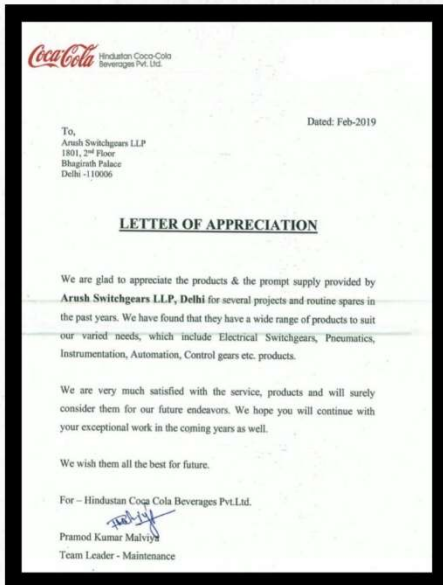 Coca-Cola
Hindustan Coca-Cola
Beverages Pvt. Ltd.
Dated: Feb-2019
To,
Arush Switchgears LLP
1801, 2nd Floor
Bhagirath Palace
Delhi -110006
LETTER OF APPRECIATION
We are glad to appreciate the products & the prompt supply provided by
Arush Switchgears LLP, Delhi for several projects and routine spares in
the past years. We have found that they have a wide range of products to suit
our varied needs, which include Electrical Switchgears, Pneumatics,
Instrumentation, Automation, Control gears etc. products.
We are very much satisfied with the service, products and will surely
consider them for our future endeavors. We hope you will continue with
your exceptional work in the coming years as well.
We wish them all the best for future.
For – Hindustan Coca Cola Beverages Pvt.Ltd.
Pramod Kumar Malviya
Team Leader - Maintenance